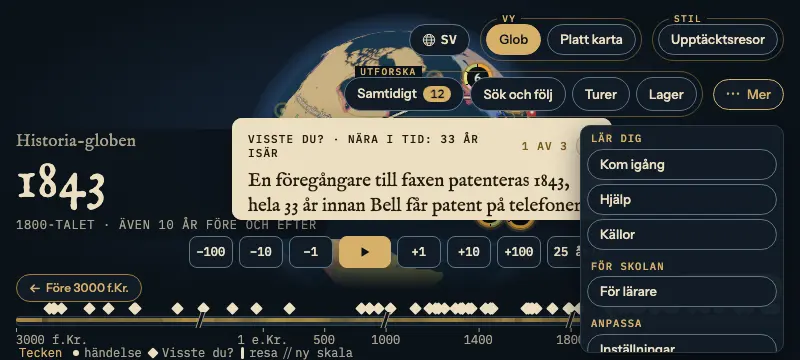 VY
STIL
SV
Glob
Platt karta
Upptäcktsresor
UTFORSKA
6
Samtidigt 12
Sök och följ
Turer
Lager
··· Mer
Historia-globen
1843
1800-TALET · ÄVEN 10 ÅR FÖRE OCH EFTER
VISSTE DU? · NÄRA I TID: 33 ÅR
ISÄR
1 AV 3
En föregångare till faxen patenteras 1843,
hela 33 år innan Bell får patent på telefonen
LÄR DIG
Kom igång
Hjälp
Källor
FÖR SKOLAN
För lärare
ANPASSA
Inställningar
−100
−10
−1
+1
+10
+100
25 å
← Före 3000 f.Kr.
3000 f.Kr.
1 e.Kr.
500
1000
1400
1800
Tecken ● händelse ◆ Visste du? ❙ resa // ny skala